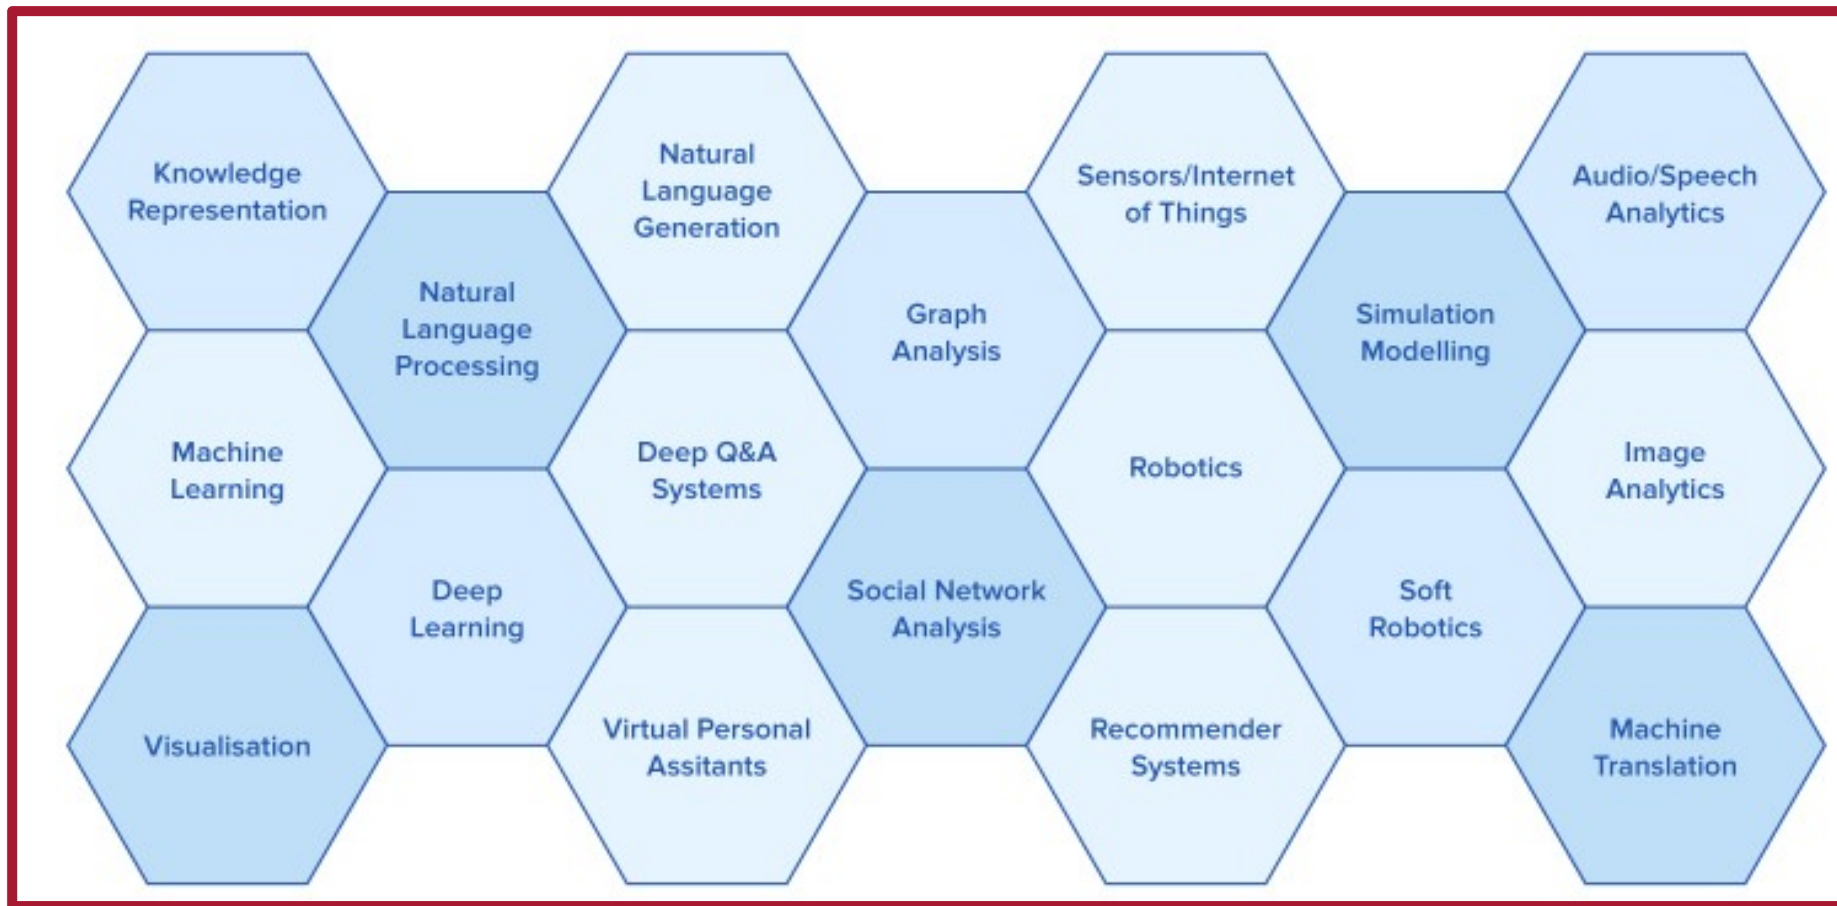 Knowledge
Representation
Natural
Language
Processing
Natural
Language
Generation
Graph
Analysis
Sensors/Internet
of Things
Simulation
Modelling
Audio/Speech
Analytics
Machine
Learning
Deep
Learning
Deep Q&A
Systems
Social Network
Analysis
Robotics
Soft
Robotics
Image
Analytics
Visualisation
Virtual Personal
Assitants
Recommender
Systems
Machine
Translation